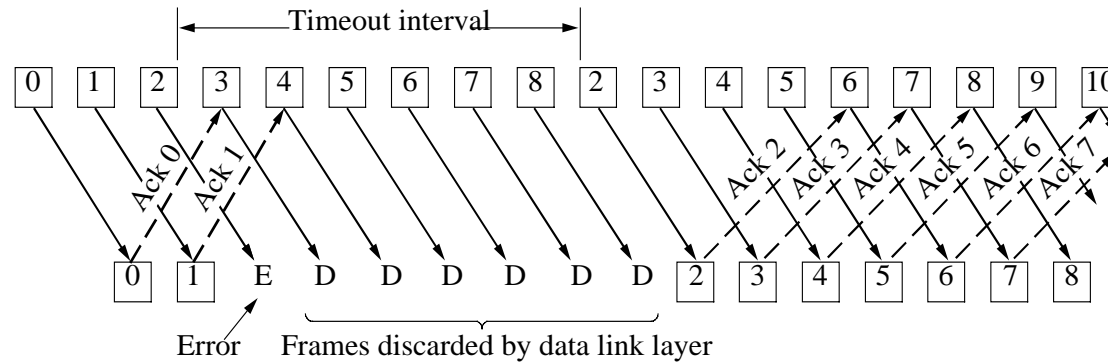 Timeout interval
0 1 2 3 4 5 6 7 8 2 3 4 5 6 7 8 9 10
Ack 0 Ack 1 Ack 2 Ack 3 Ack 4 Ack 5 Ack 6 Ack 7
0 1 E D D D D D D 2 3 4 5 6 7 8
Error Frames discarded by data link layer